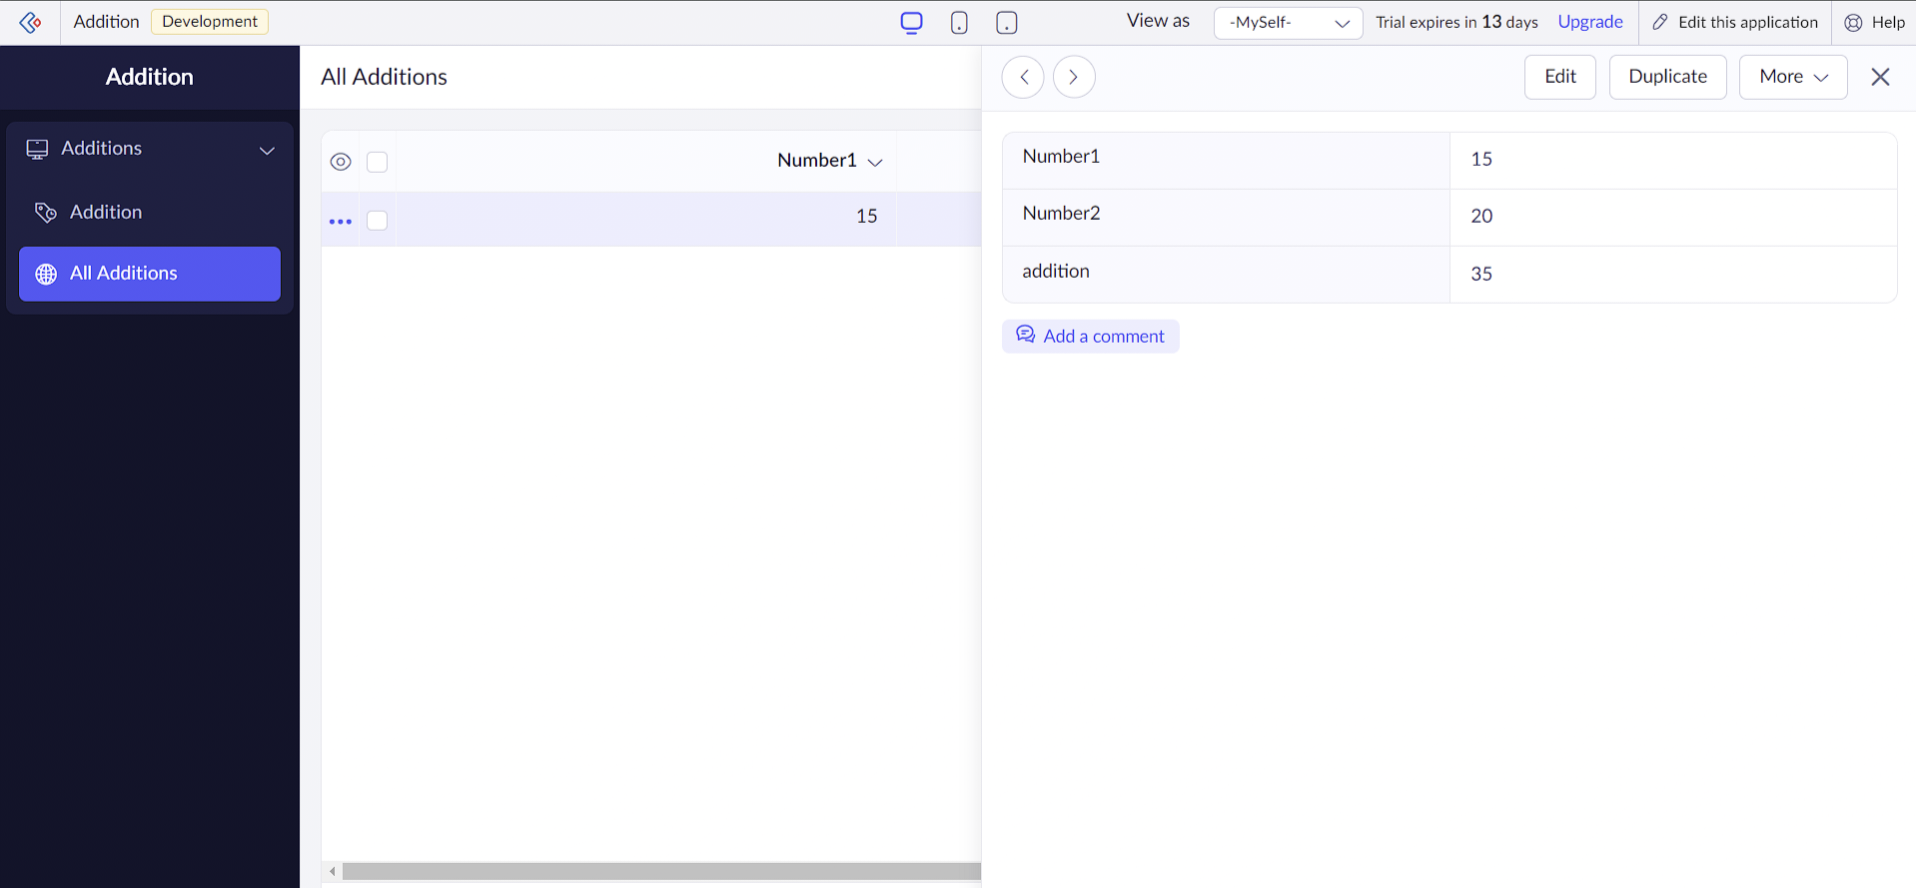 Addition Development View as -MySelf- Trial expires in 13 days Upgrade Edit this application Help
Addition
Additions
Addition
All Additions
All Additions
Number1
15
Edit Duplicate More
Number1 15
Number2 20
addition 35
Add a comment